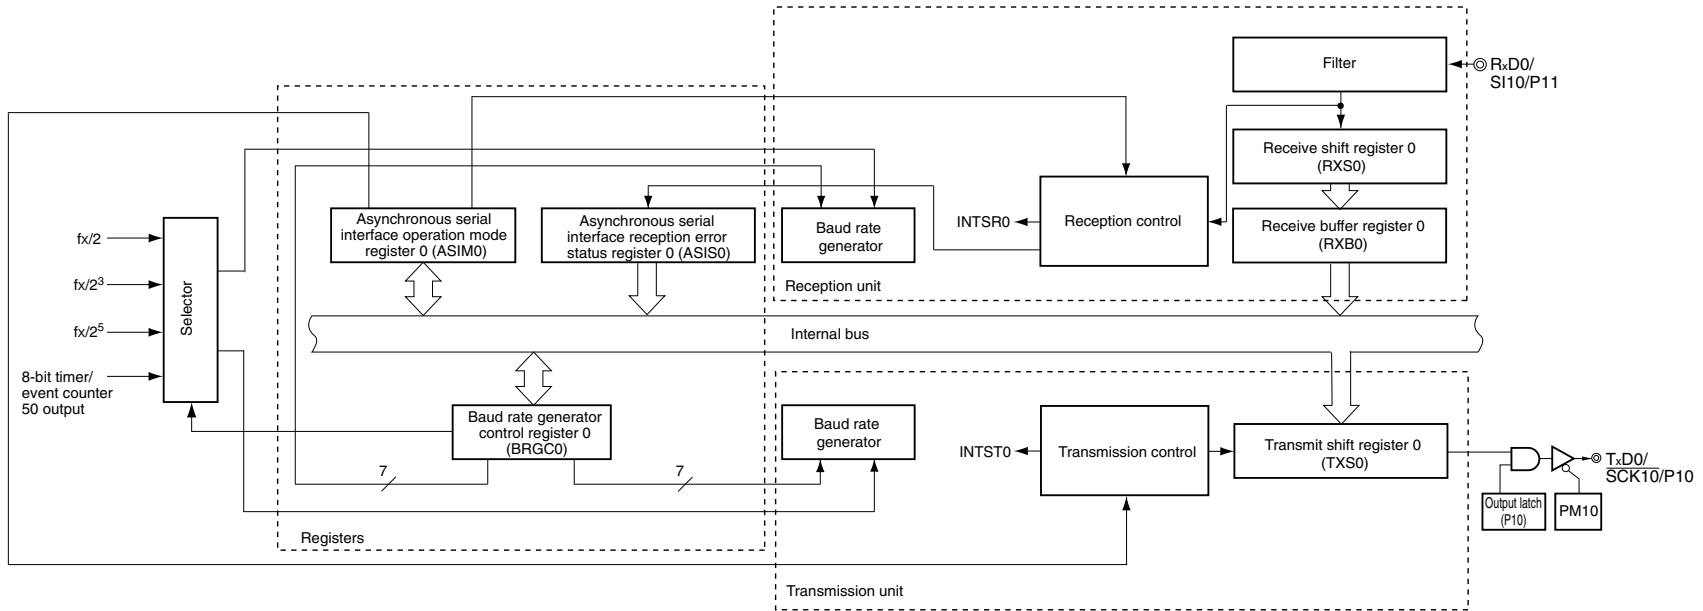 Filter
RxD0/
SI10/P11
Receive shift register 0
(RXS0)
Asynchronous serial
interface operation mode
register 0 (ASIM0)
Asynchronous serial
interface reception error
status register 0 (ASIS0)
Baud rate
generator
INTSR0
Reception control
Receive buffer register 0
(RXB0)
Reception unit
fx/2
fx/2³
fx/2⁵
8-bit timer/
event counter
50 output
Selector
Internal bus
Baud rate generator
control register 0
(BRGC0)
7
7
Baud rate
generator
INTST0
Transmission control
Transmit shift register 0
(TXS0)
TxD0/
SCK10/P10
Output latch
(P10)
PM10
Registers
Transmission unit